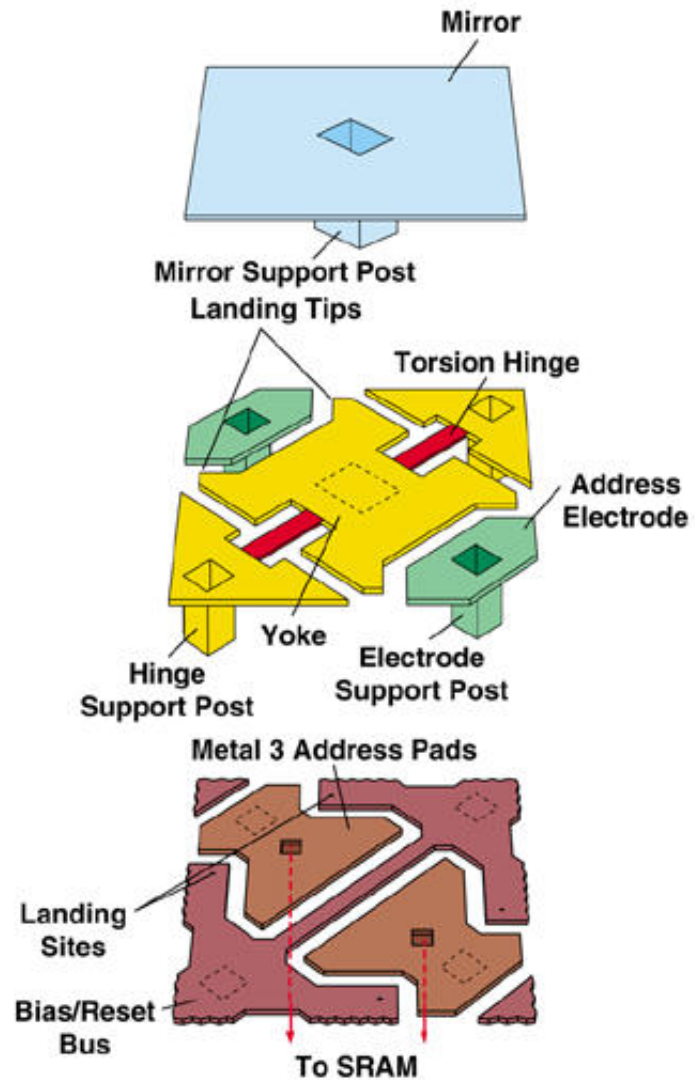 Mirror
Mirror Support Post
Landing Tips
Torsion Hinge
Address
Electrode
Yoke
Hinge
Support Post
Electrode
Support Post
Metal 3 Address Pads
Landing
Sites
Bias/Reset
Bus
To SRAM